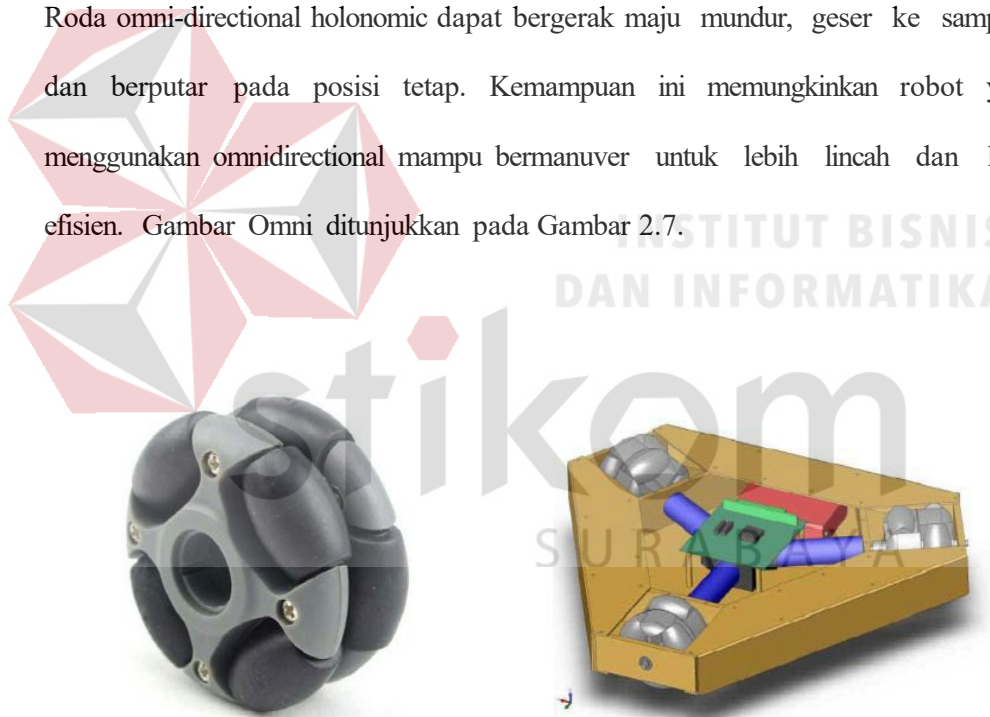 Roda omni-directional holonomic dapat bergerak maju mundur, geser ke samp
dan berputar pada posisi tetap. Kemampuan ini memungkinkan robot y
menggunakan omnidirectional mampu bermanuver untuk lebih lincah dan l
efisien. Gambar Omni ditunjukkan pada Gambar 2.7.
INSTITUT BISNIS
DAN INFORMATIKA
stikom
SURABAYA